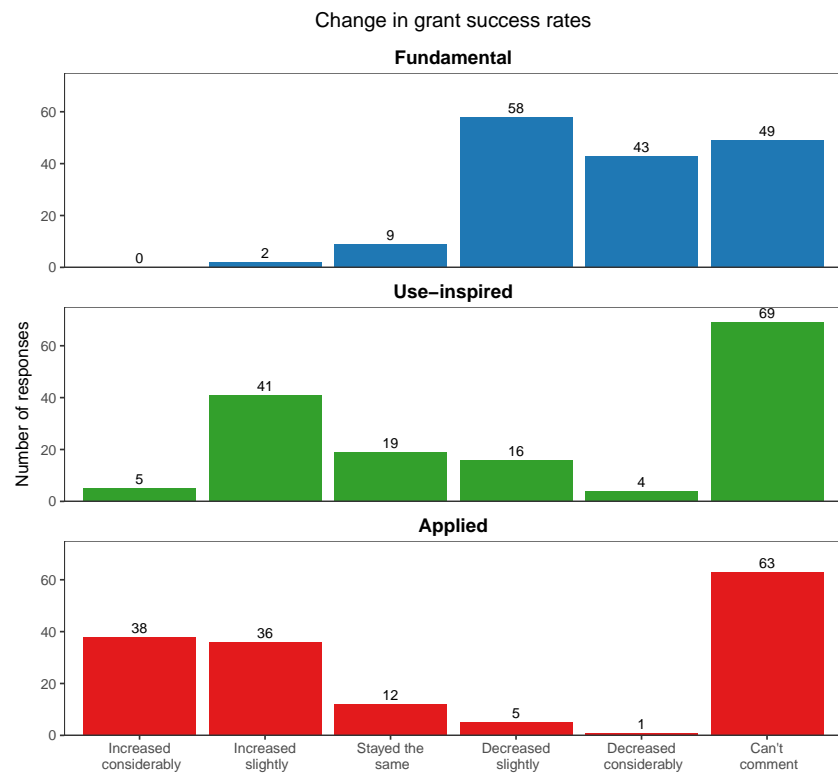 Change in grant success rates
Fundamental
60
40
20
0
0
2
9
58
43
49
Use−inspired
Number of responses
60
40
20
0
5
41
19
16
4
69
Applied
60
40
20
0
38
36
12
5
1
63
Increased
considerably
Increased
slightly
Stayed the
same
Decreased
slightly
Decreased
considerably
Can't
comment